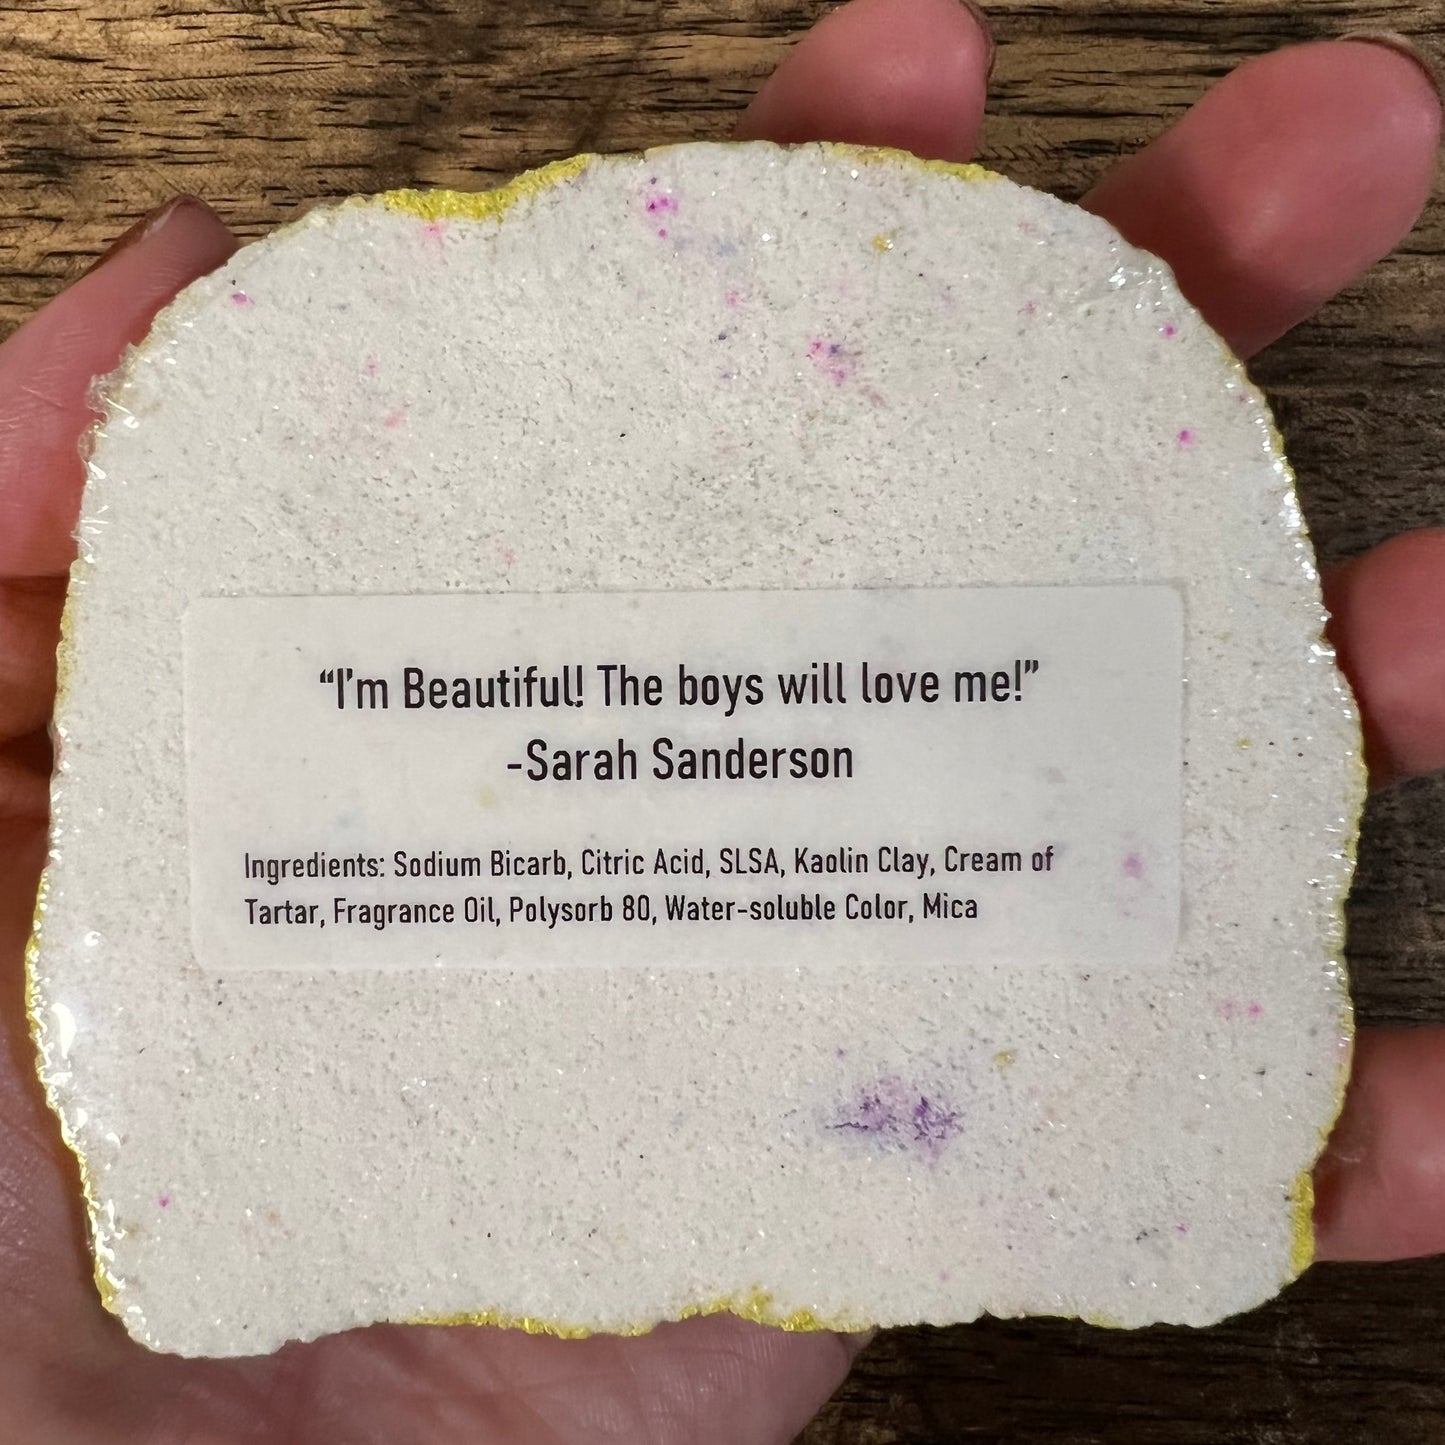 “I’m Beautiful! The boys will love me!”
-Sarah Sanderson
Ingredients: Sodium Bicarb, Citric Acid, SLSA, Kaolin Clay, Cream of
Tartar, Fragrance Oil, Polysorb 80, Water-soluble Color, Mica